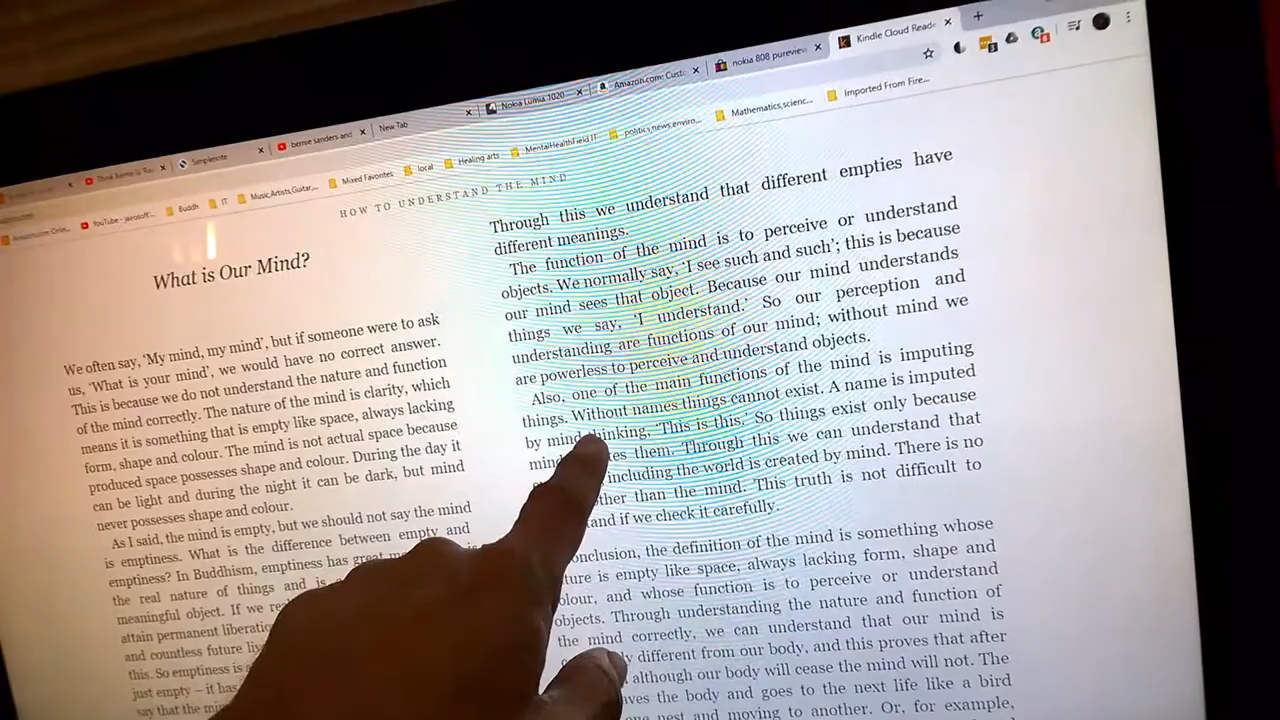 Think Bernie is
Simplenote
bernie sanders and
New Tab
Nokia Lumia 1020
Amazon.com: Custo
nokia 808 pureview
Kindle Cloud Reade
YouTube
Buddh
IT
Music,Artists,Guitar,...
Mixed Favorites
local
Healing arts
MentalHealthField,IT
politics,news,enviro...
Mathematics,scienc...
Imported From Fire...
HOW TO UNDERSTAND THE MIND
What is Our Mind?
We often say, ‘My mind, my mind’, but if someone were to ask
us, ‘What is your mind’, we would have no correct answer.
This is because we do not understand the nature and function
of the mind correctly. The nature of the mind is clarity, which
means it is something that is empty like space, always lacking
form, shape and colour. The mind is not actual space because
produced space possesses shape and colour. During the day it
can be light and during the night it can be dark, but mind
never possesses shape and colour.
As I said, the mind is empty, but we should not say the mind
is emptiness. What is the difference between empty and
emptiness? In Buddhism, emptiness has great
the real nature of things and is
meaningful object. If we
attain permanent
and countless future
this. So emptiness is
just empty – it has
say that the
Through this we understand that different empties have
different meanings.
The function of the mind is to perceive or understand
objects. We normally say, ‘I see such and such’; this is because
our mind sees that object. Because our mind understands
things we say, ‘I understand.’ So our perception and
understanding are functions of our mind; without mind we
are powerless to perceive and understand objects.
Also, one of the main functions of the mind is imputing
things. Without names things cannot exist. A name is imputed
by mind thinking, ‘This is this.’ So things exist only because
mind them. Through this we can understand that
including the world is created by mind. There is no
other than the mind. This truth is not difficult to
and if we check it carefully.
conclusion, the definition of the mind is something whose
ture is empty like space, always lacking form, shape and
colour, and whose function is to perceive or understand
objects. Through understanding the nature and function of
the mind correctly, we can understand that our mind is
different from our body, and this proves that after
although our body will cease the mind will not. The
ves the body and goes to the next life like a bird
one nest and moving to another. Or, for example,